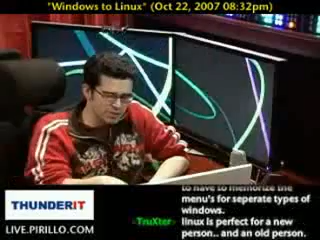 *Windows to Linux* (Oct 22, 2007 08:32pm)
to have to memorize the
menu's for seperate types of
windows.
<TruXter> linux is perfect for a new
person.. and an old person.
THUNDERIT
LIVE.PIRILLO.COM